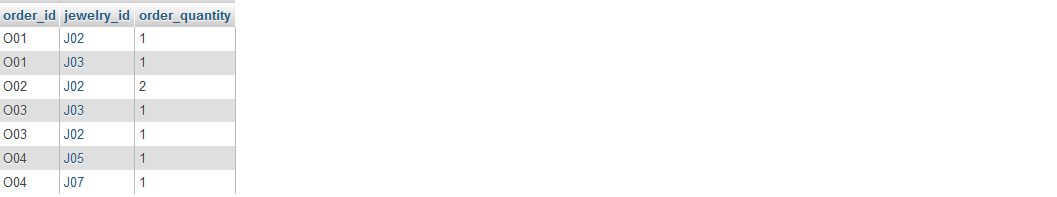 order_id jewelry_id order_quantity
O01 J02 1
O01 J03 1
O02 J02 2
O03 J03 1
O03 J02 1
O04 J05 1
O04 J07 1